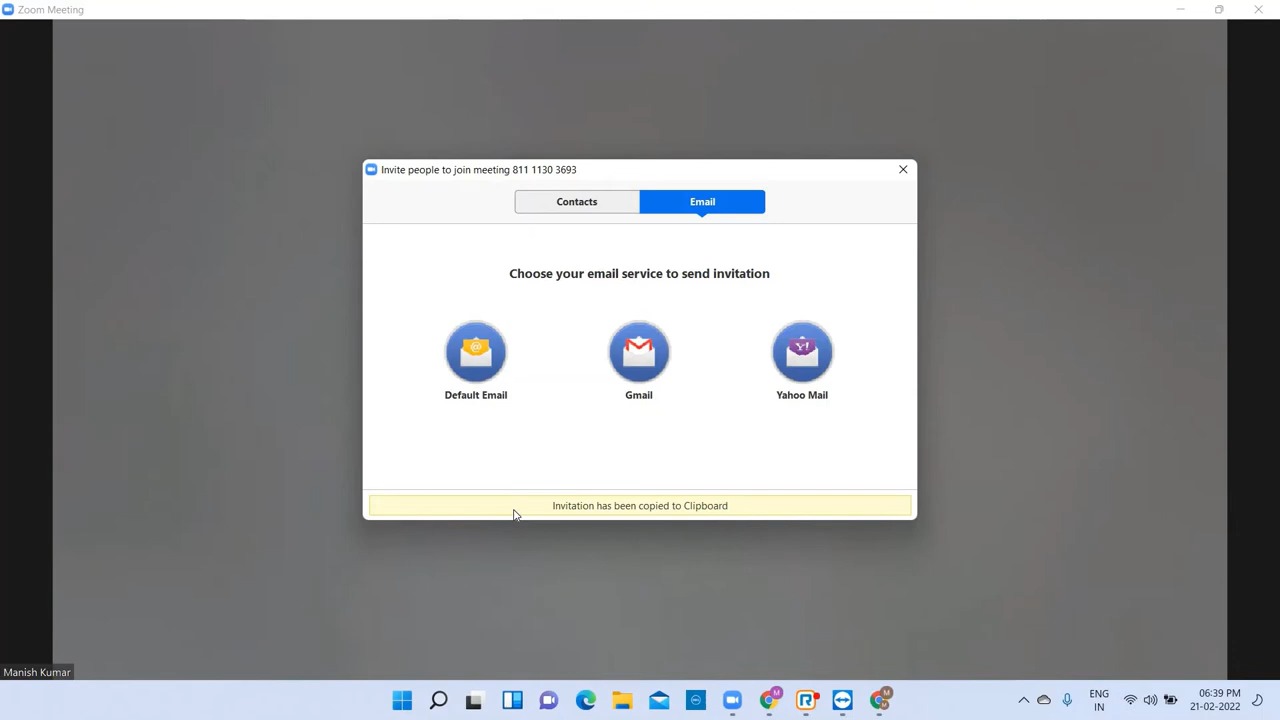 Zoom Meeting
Invite people to join meeting 811 1130 3693
Contacts
Email
Choose your email service to send invitation
@
Y!
Default Email
Gmail
Yahoo Mail
Invitation has been copied to Clipboard
Manish Kumar
M
R
M
ENG
IN
06:39 PM
21-02-2022